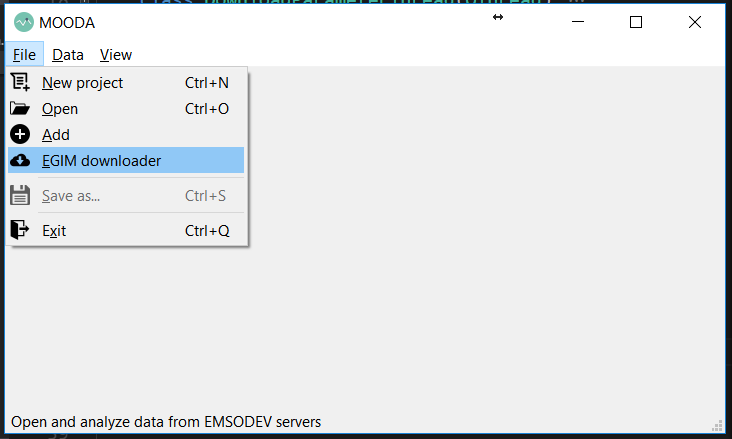 MOODA
File Data View
New project Ctrl+N
Open Ctrl+O
Add
EGIM downloader
Save as... Ctrl+S
Exit Ctrl+Q
Open and analyze data from EMSODEV servers